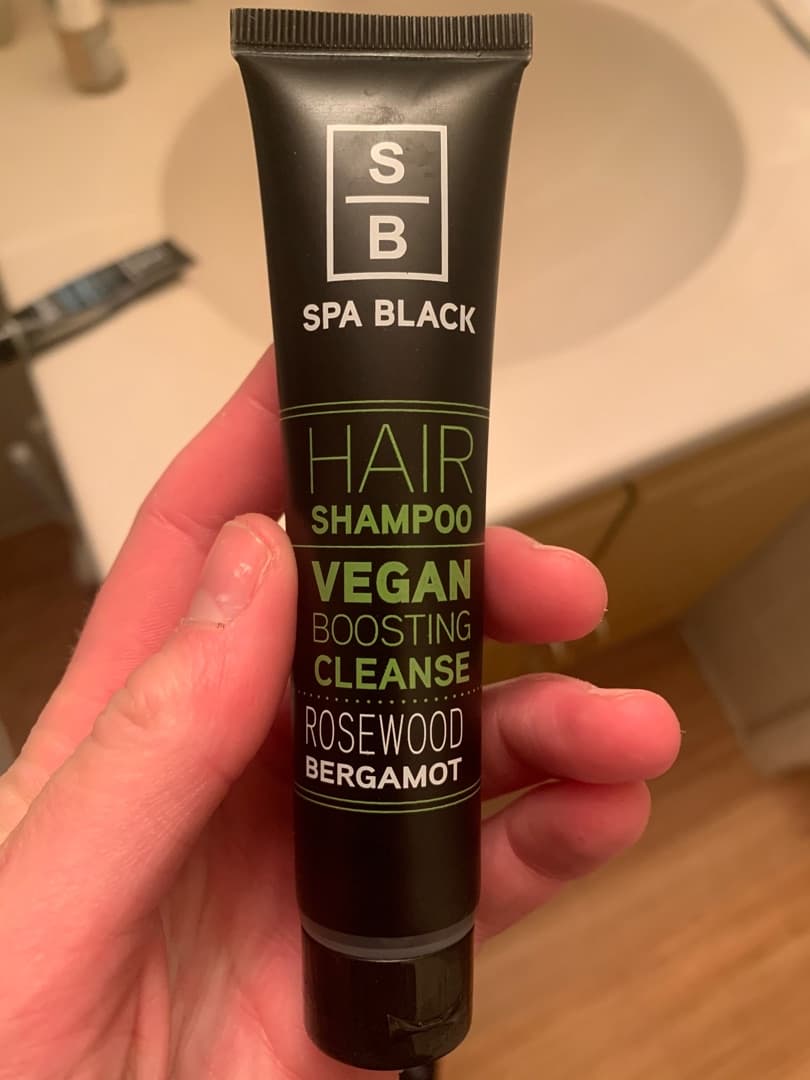 S
B
SPA BLACK
HAIR
SHAMPOO
VEGAN
BOOSTING
CLEANSE
ROSEWOOD
BERGAMOT